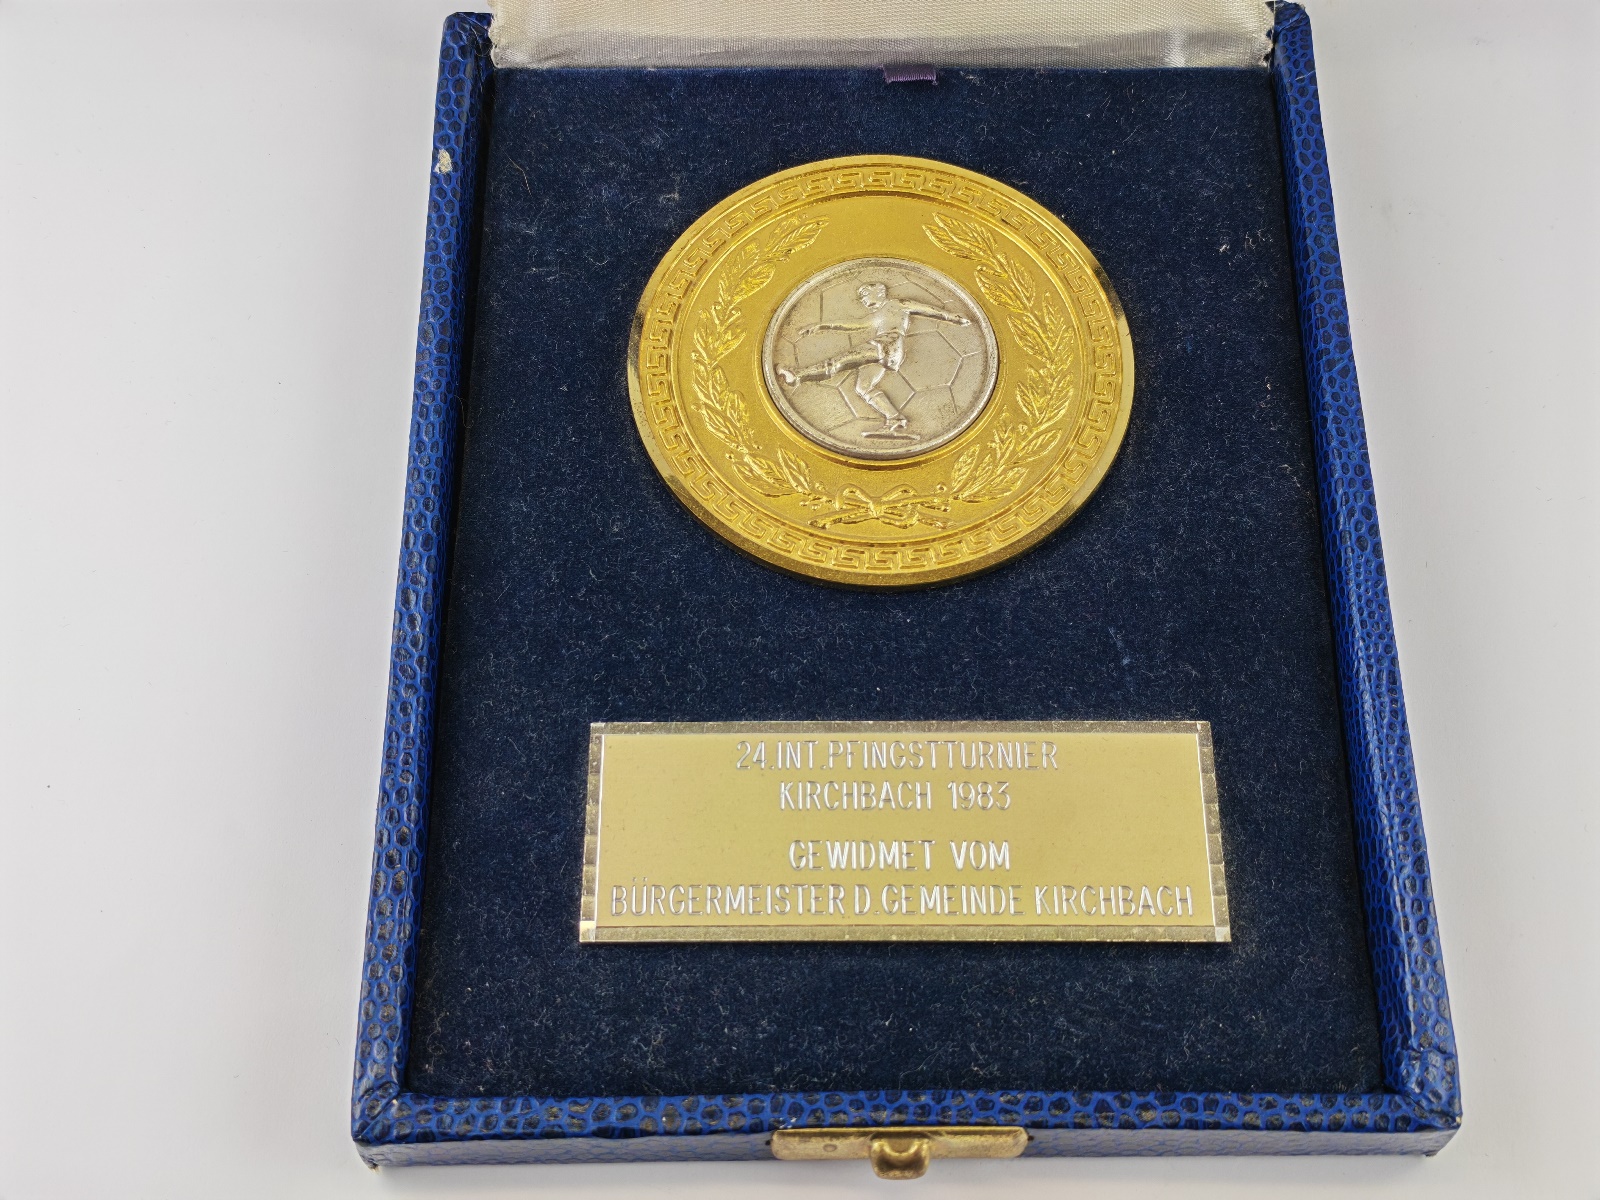 24.INT.PFINGSTTURNIER
KIRCHBACH 1983
GEWIDMET VOM
BÜRGERMEISTER D.GEMEINDE KIRCHBACH